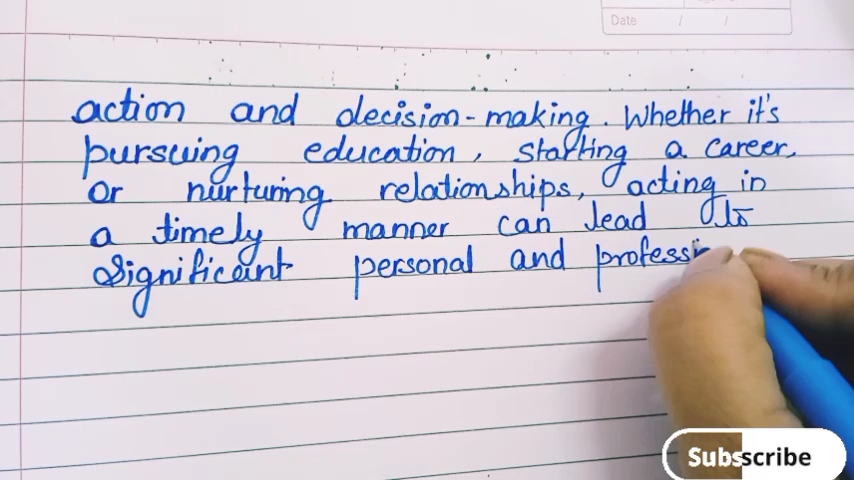 Date / /
action and decision-making. Whether it's
pursuing education, starting a career,
or nurturing relationships, acting in
a timely manner can lead to
significant personal and professi
Subscribe